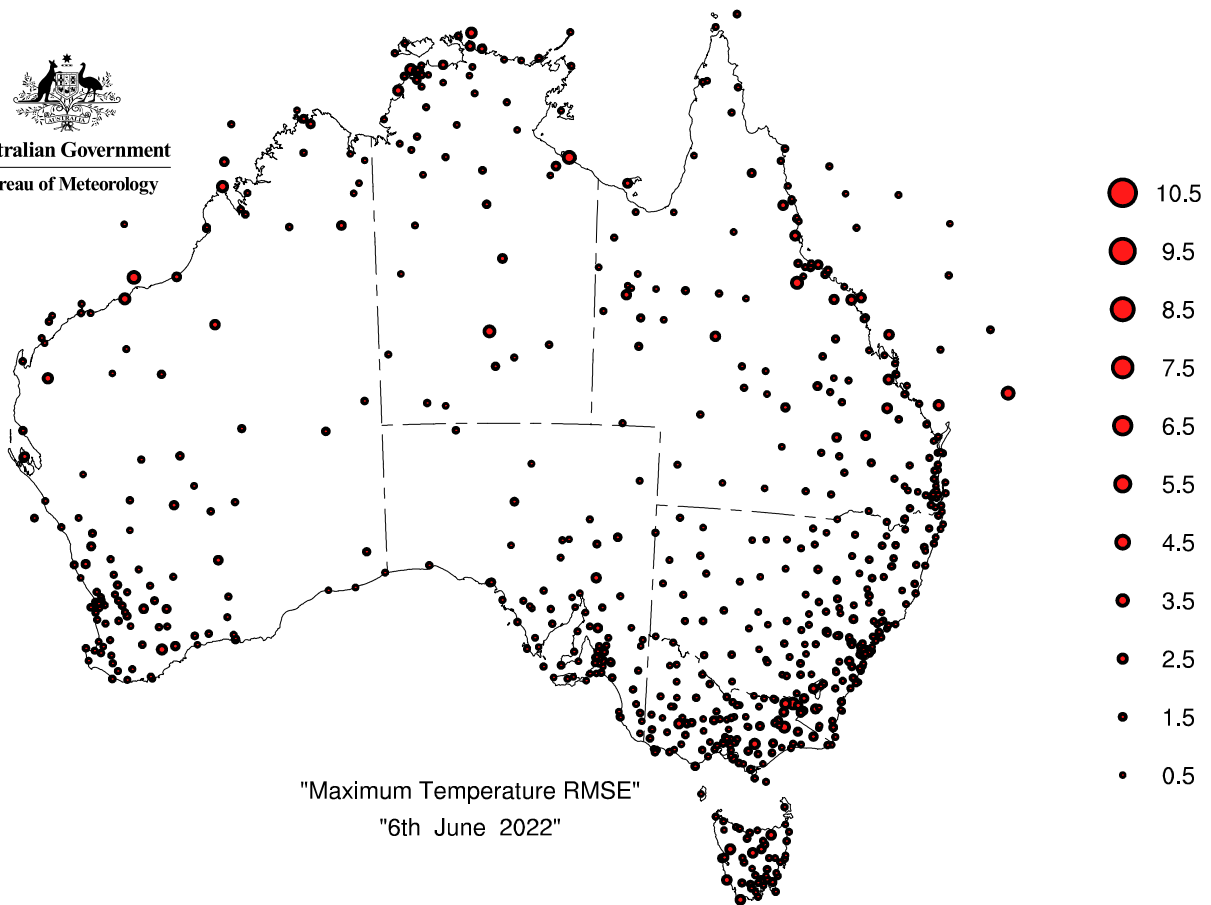 AUSTRALIA
tralian Government
reau of Meteorology
10.5
9.5
8.5
7.5
6.5
5.5
4.5
3.5
2.5
1.5
0.5
"Maximum Temperature RMSE"
"6th June 2022"